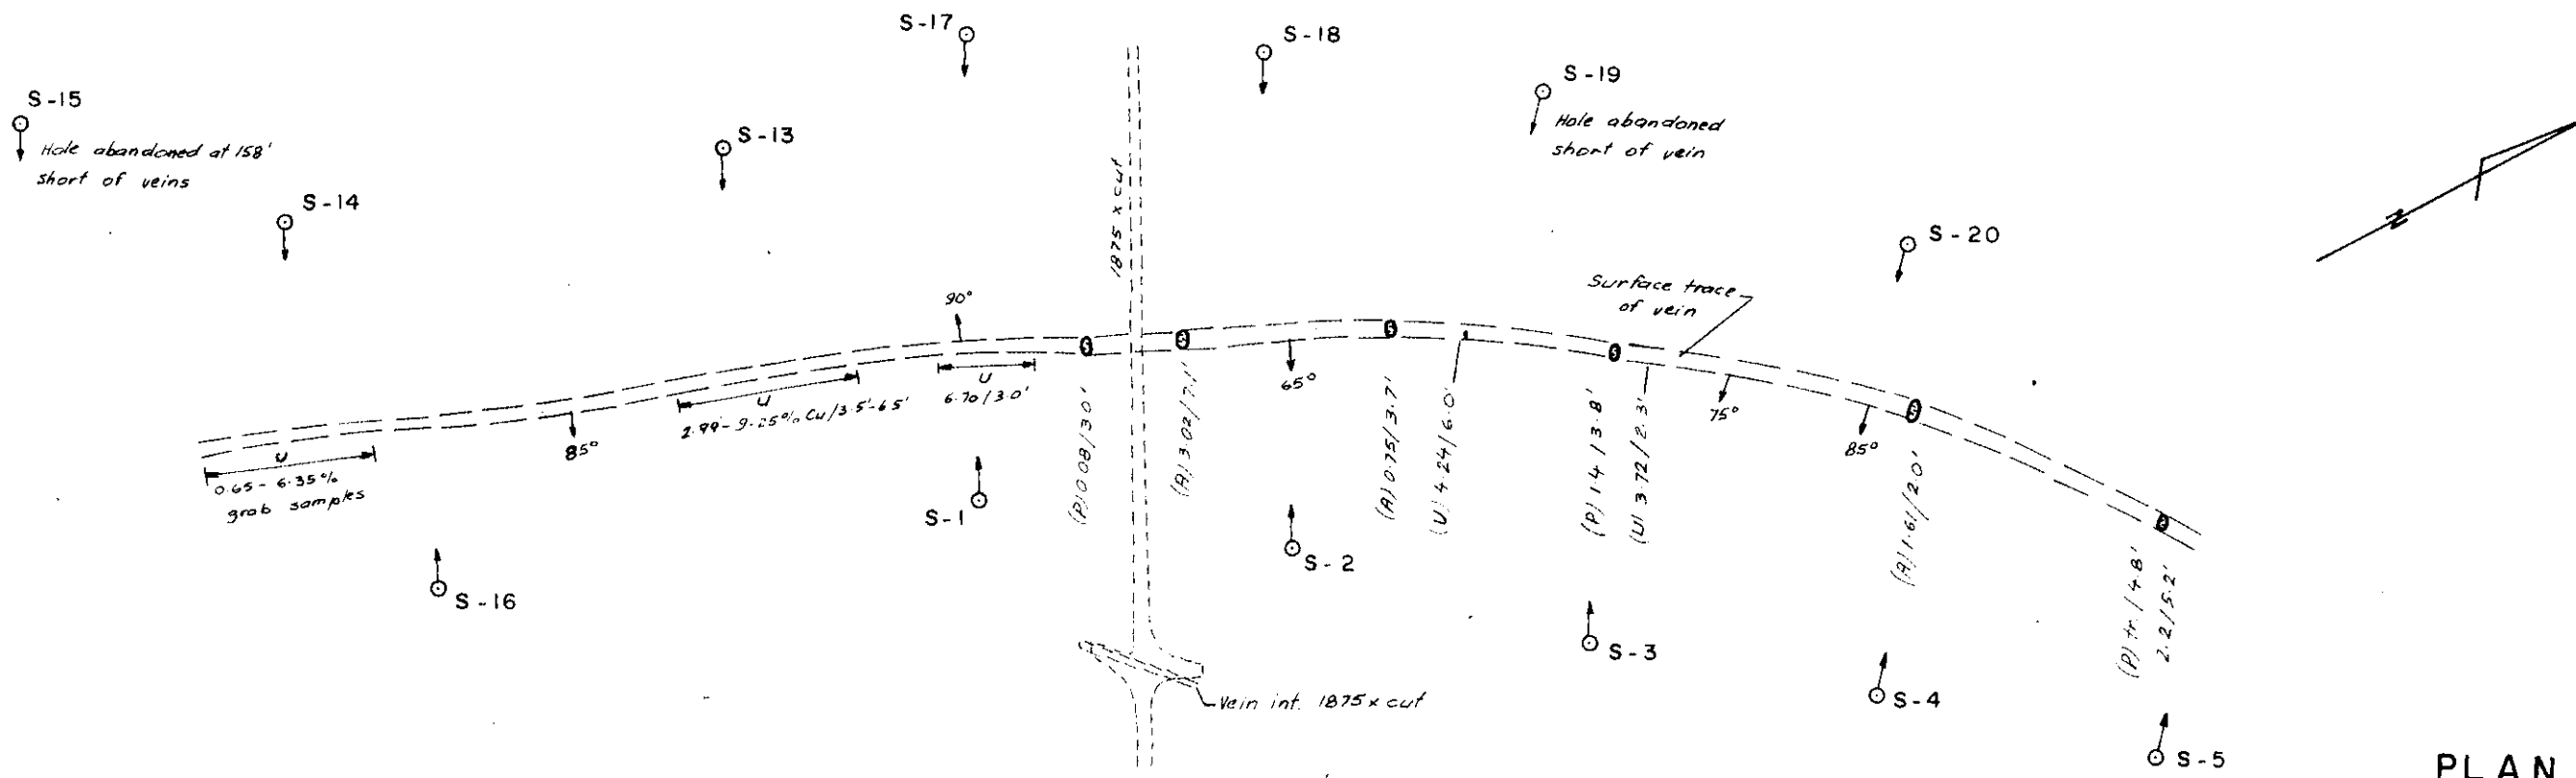 S-17
S-18
S-19
Hole abandoned
short of vein
S-15
Hole abandoned at 158'
short of veins
S-13
S-14
1875 x cut
S-20
N
Surface trace
of vein
90°
65°
75°
85°
85°
U
6.70/3.0'
U
2.99-9.25% Cu/3.5'-6.5'
U
0.65-6.35%
grab samples
(P) 0.08/3.0'
(A) 3.02/7.1'
(A) 0.75/3.7'
(U) 4.24/6.0'
(P) 1.4/3.8'
(U) 3.72/2.3'
(A) 1.61/2.0'
(P) tr./4.8'
2.2/5.2'
S-1
S-2
S-16
S-3
S-4
S-5
Vein int. 1875 x cut
PLAN